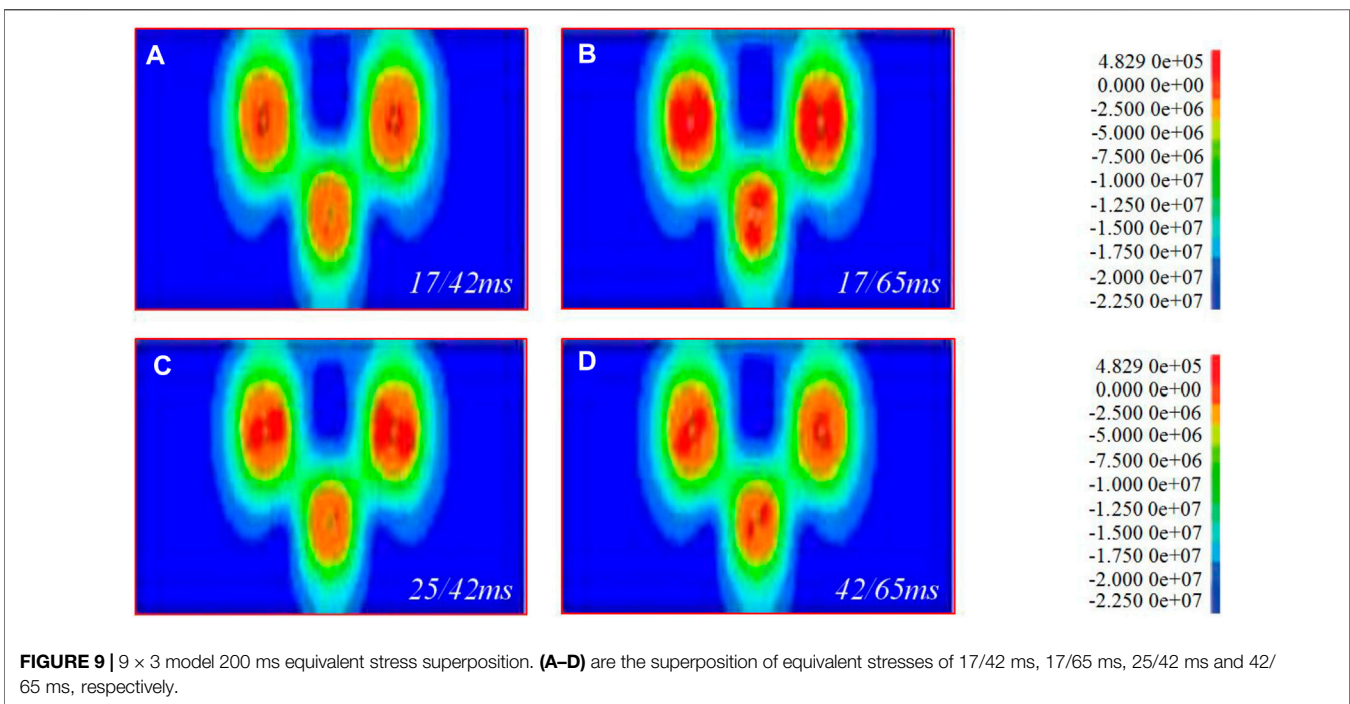 A
17/42ms
B
17/65ms
4.829 0e+05
0.000 0e+00
-2.500 0e+06
-5.000 0e+06
-7.500 0e+06
-1.000 0e+07
-1.250 0e+07
-1.500 0e+07
-1.750 0e+07
-2.000 0e+07
-2.250 0e+07
C
25/42ms
D
42/65ms
4.829 0e+05
0.000 0e+00
-2.500 0e+06
-5.000 0e+06
-7.500 0e+06
-1.000 0e+07
-1.250 0e+07
-1.500 0e+07
-1.750 0e+07
-2.000 0e+07
-2.250 0e+07
FIGURE 9 | 9 × 3 model 200 ms equivalent stress superposition. (A–D) are the superposition of equivalent stresses of 17/42 ms, 17/65 ms, 25/42 ms and 42/
65 ms, respectively.